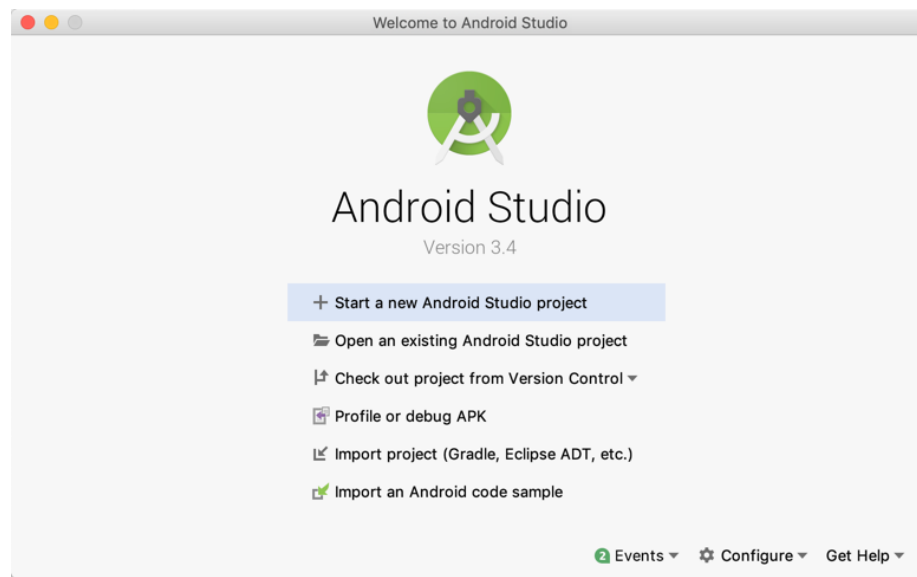 Welcome to Android Studio
Android Studio
Version 3.4
Start a new Android Studio project
Open an existing Android Studio project
Check out project from Version Control
Profile or debug APK
Import project (Gradle, Eclipse ADT, etc.)
Import an Android code sample
2 Events Configure Get Help